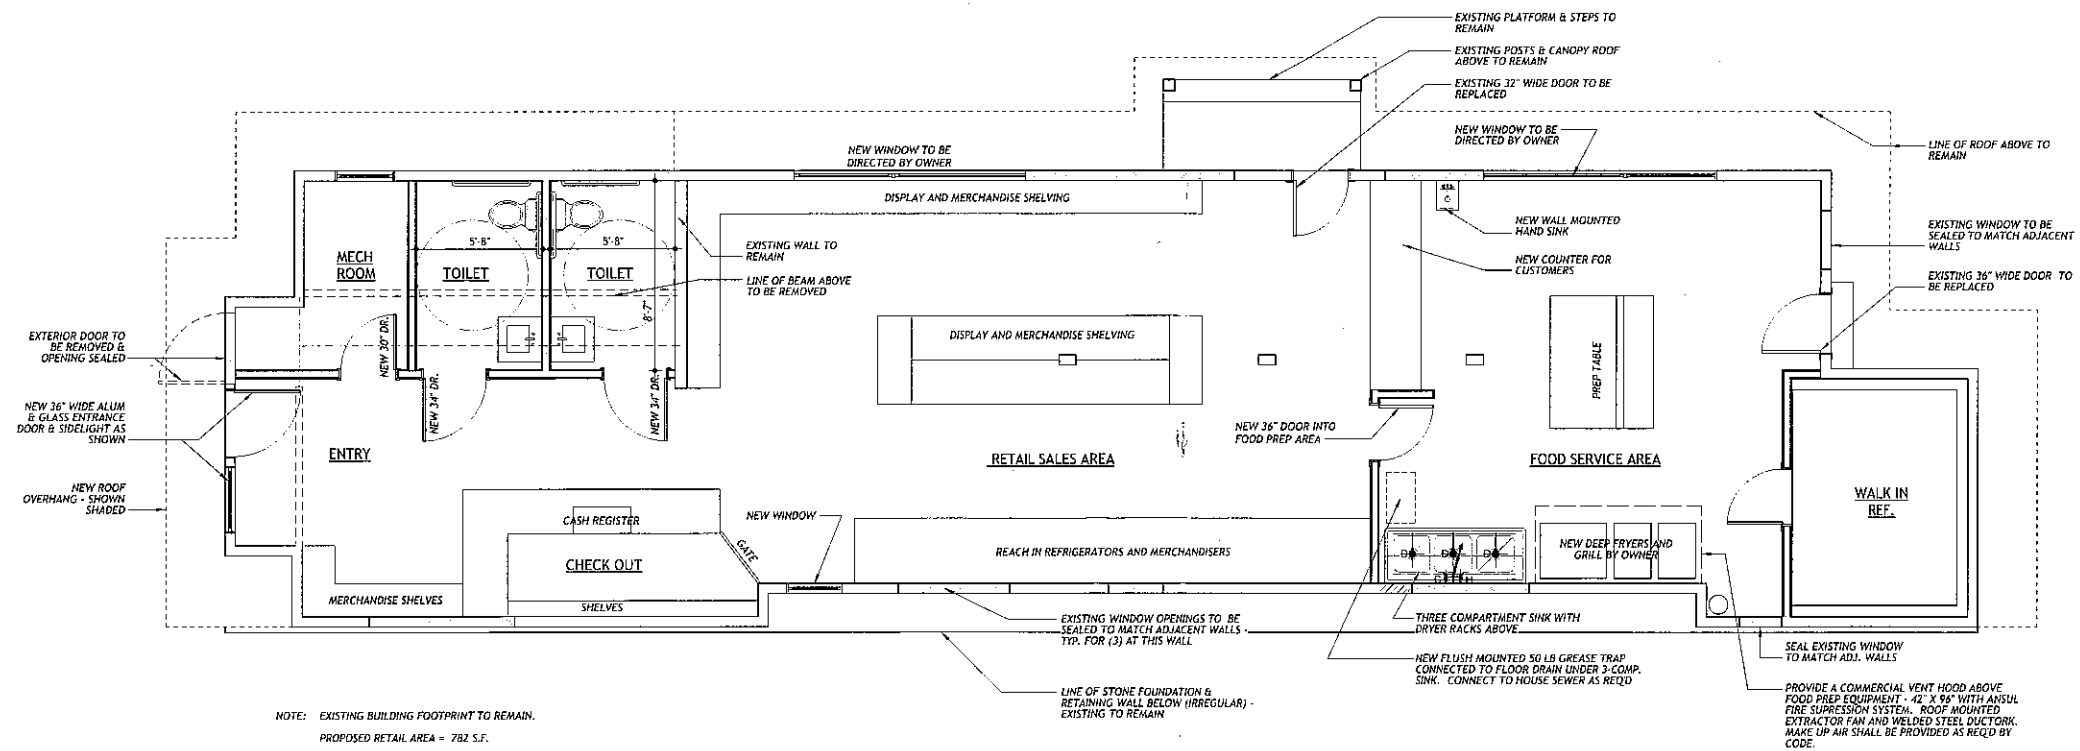 EXISTING PLATFORM & STEPS TO
REMAIN
EXISTING POSTS & CANOPY ROOF
ABOVE TO REMAIN
EXISTING 32" WIDE DOOR TO BE
REPLACED
NEW WINDOW TO BE
DIRECTED BY OWNER
NEW WINDOW TO BE
DIRECTED BY OWNER
LINE OF ROOF ABOVE TO
REMAIN
DISPLAY AND MERCHANDISE SHELVING
NEW WALL MOUNTED
HAND SINK
EXISTING WINDOW TO BE
SEALED TO MATCH ADJACENT
WALLS
5'-8"
5'-8"
EXISTING WALL TO
REMAIN
MECH
ROOM
TOILET
TOILET
NEW COUNTER FOR
CUSTOMERS
LINE OF BEAM ABOVE
TO BE REMOVED
EXISTING 36" WIDE DOOR TO
BE REPLACED
8'-7"
EXTERIOR DOOR TO
BE REMOVED &
OPENING SEALED
NEW 30" DR.
DISPLAY AND MERCHANDISE SHELVING
PREP TABLE
NEW 34" DR.
NEW 34" DR.
NEW 36" WIDE ALUM
& GLASS ENTRANCE
DOOR & SIDELIGHT AS
SHOWN
NEW 36" DOOR INTO
FOOD PREP AREA
ENTRY
RETAIL SALES AREA
FOOD SERVICE AREA
NEW ROOF
OVERHANG - SHOWN
SHADED
WALK IN
REF.
CASH REGISTER
NEW WINDOW
GATE
CHECK OUT
REACH IN REFRIGERATORS AND MERCHANDISERS
NEW DEEP FRYERS AND
GRILL BY OWNER
MERCHANDISE SHELVES
SHELVES
EXISTING WINDOW OPENINGS TO BE
SEALED TO MATCH ADJACENT WALLS -
TYP. FOR (3) AT THIS WALL
THREE COMPARTMENT SINK WITH
DRYER RACKS ABOVE
SEAL EXISTING WINDOW
TO MATCH ADJ. WALLS
NEW FLUSH MOUNTED 50 LB GREASE TRAP
CONNECTED TO FLOOR DRAIN UNDER 3-COMP.
SINK. CONNECT TO HOUSE SEWER AS REQ'D
LINE OF STONE FOUNDATION &
RETAINING WALL BELOW (IRREGULAR) -
EXISTING TO REMAIN
PROVIDE A COMMERCIAL VENT HOOD ABOVE
FOOD PREP EQUIPMENT - 42" X 96" WITH ANSUL
FIRE SUPRESSION SYSTEM. ROOF MOUNTED
EXTRACTOR FAN AND WELDED STEEL DUCTORK.
MAKE UP AIR SHALL BE PROVIDED AS REQ'D BY
CODE.
NOTE: EXISTING BUILDING FOOTPRINT TO REMAIN.
PROPOSED RETAIL AREA = 782 S.F.